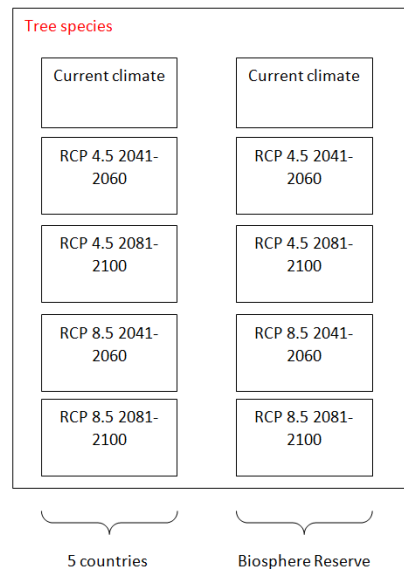 Tree species
Current climate
RCP 4.5 2041-
2060
RCP 4.5 2081-
2100
RCP 8.5 2041-
2060
RCP 8.5 2081-
2100
5 countries
Current climate
RCP 4.5 2041-
2060
RCP 4.5 2081-
2100
RCP 8.5 2041-
2060
RCP 8.5 2081-
2100
Biosphere Reserve